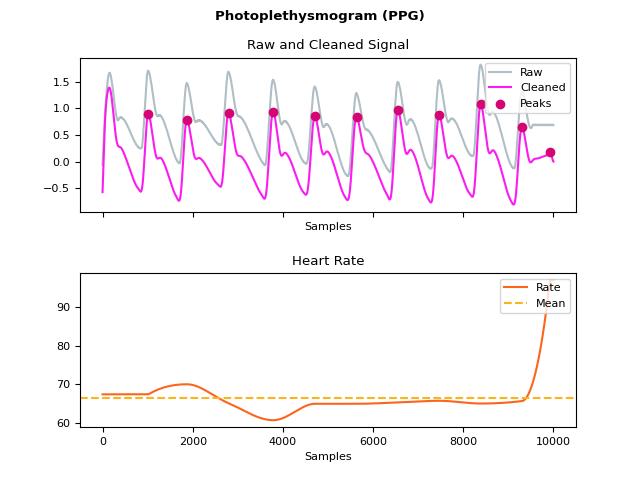 Photoplethysmogram (PPG)
Raw and Cleaned Signal
Raw
Cleaned
Peaks
1.5
1.0
0.5
0.0
−0.5
Samples
Heart Rate
Rate
Mean
90
80
70
60
0 2000 4000 6000 8000 10000
Samples